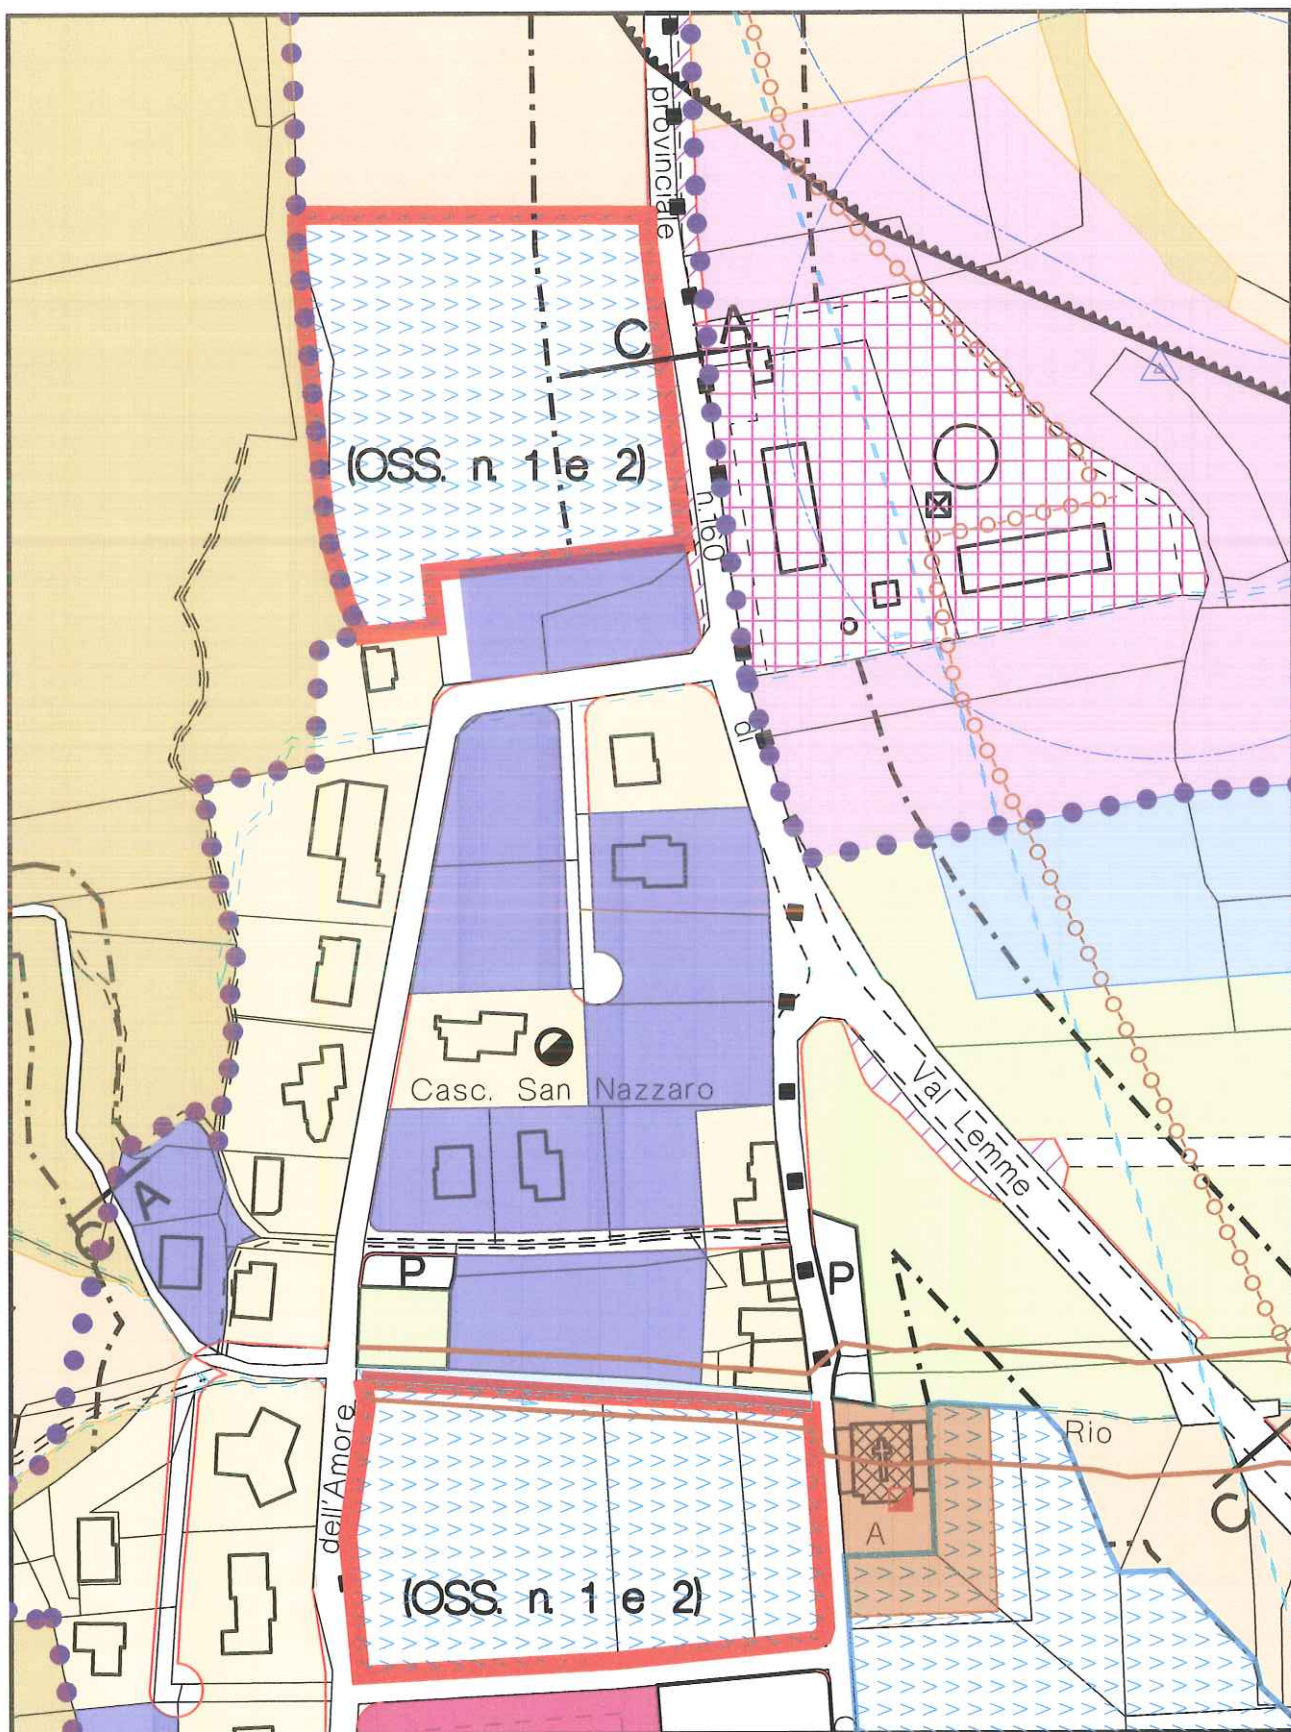 provinciale
C A
(OSS. n. 1 e 2)
n.160
di
Casc. San Nazzaro
Val Lemme
A
C
P
P
dell'Amore
Rio
A
C
(OSS. n. 1 e 2)